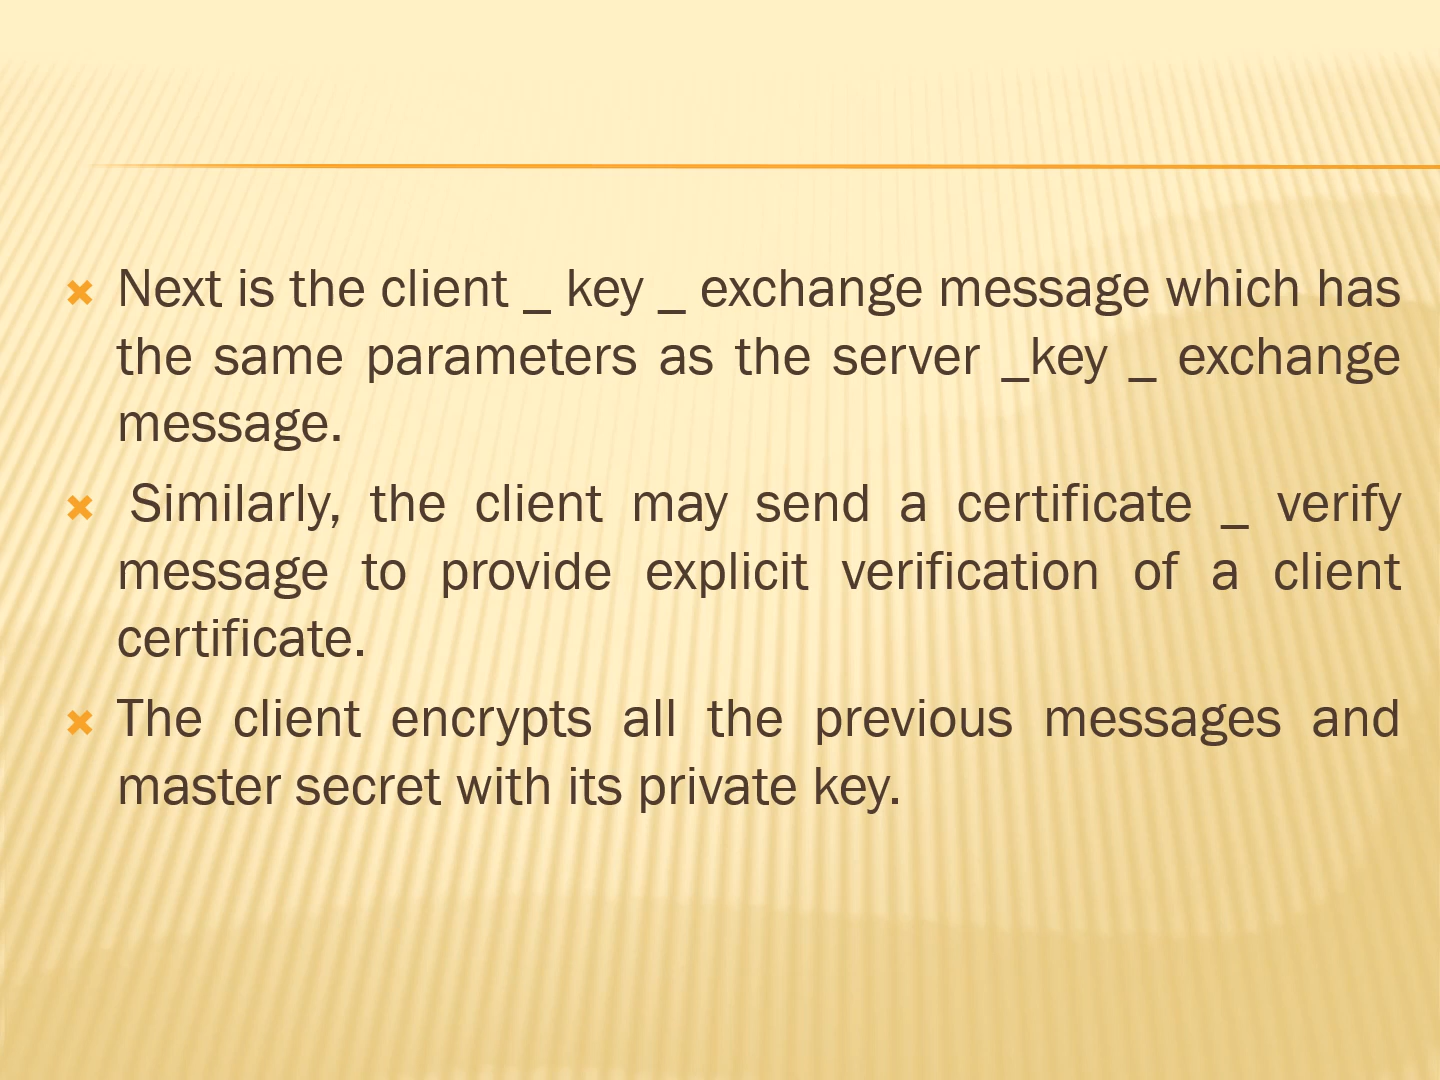 Next is the client _ key _ exchange message which has
the same parameters as the server _key _ exchange
message.
Similarly, the client may send a certificate _ verify
message to provide explicit verification of a client
certificate.
The client encrypts all the previous messages and
master secret with its private key.